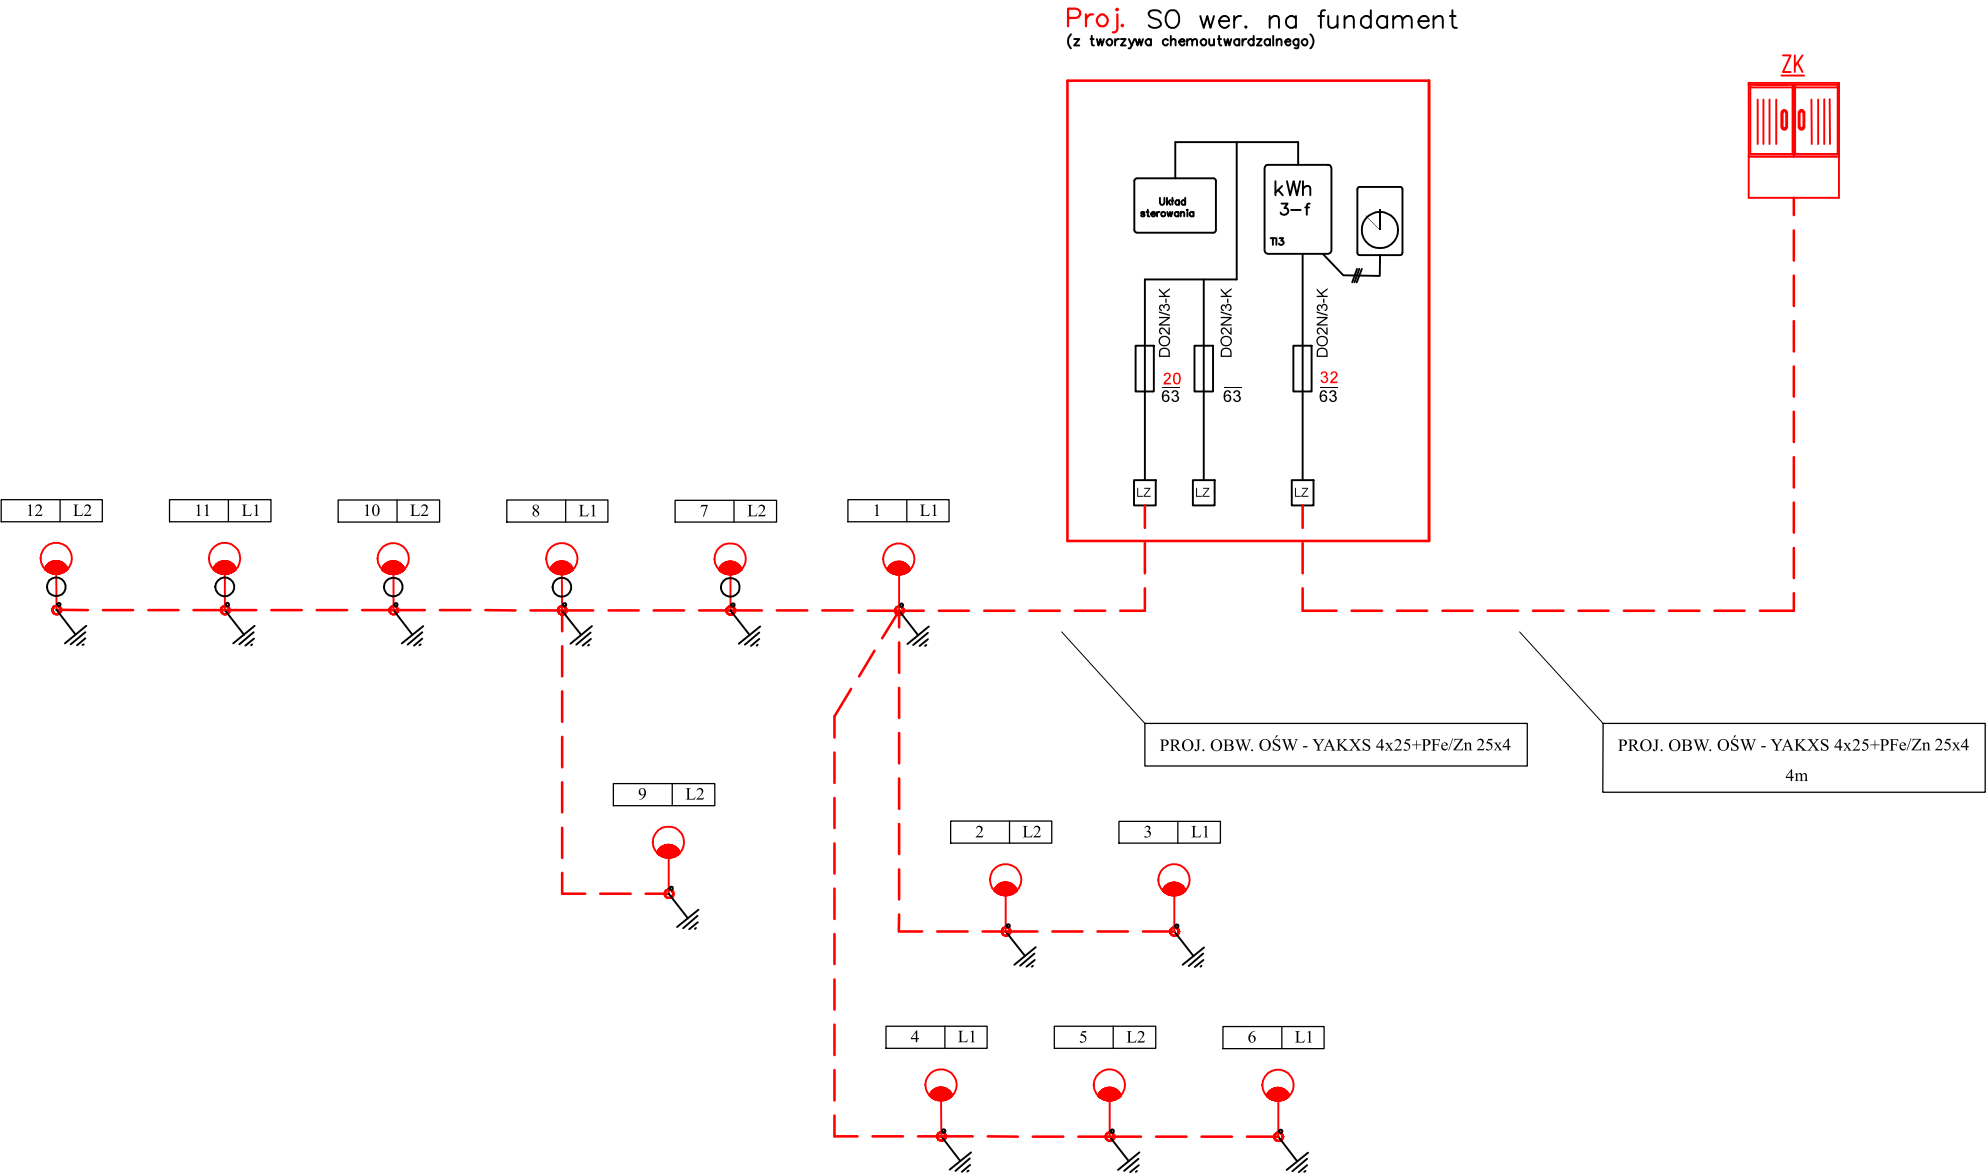 Proj. SO wer. na fundament
(z tworzywa chemoutwardzalnego)
ZK
Układ
sterowania
kWh
3-f
T13
DO2N/3-K
20
63
DO2N/3-K
63
DO2N/3-K
32
63
LZ
LZ
LZ
12 L2
11 L1
10 L2
8 L1
7 L2
1 L1
PROJ. OBW. OŚW - YAKXS 4x25+PFe/Zn 25x4
PROJ. OBW. OŚW - YAKXS 4x25+PFe/Zn 25x4
4m
9 L2
2 L2
3 L1
4 L1
5 L2
6 L1